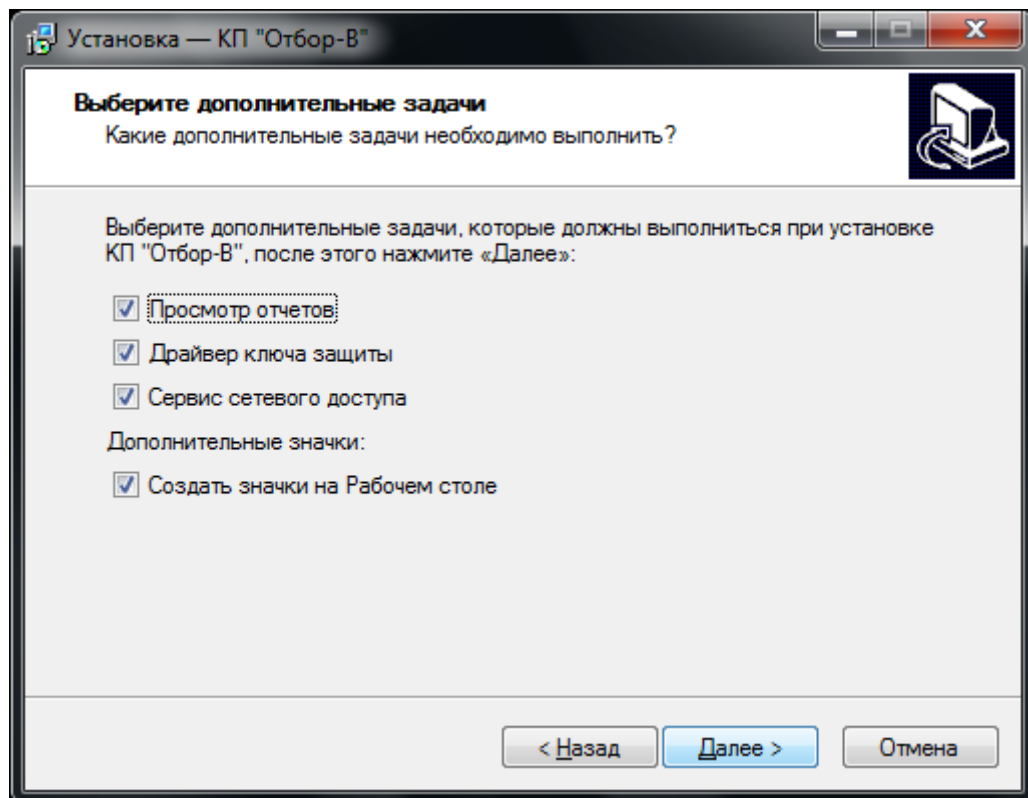 Установка — КП "Отбор-В"
Выберите дополнительные задачи
Какие дополнительные задачи необходимо выполнить?
Выберите дополнительные задачи, которые должны выполниться при установке
КП "Отбор-В", после этого нажмите «Далее»:
Просмотр отчетов
Драйвер ключа защиты
Сервис сетевого доступа
Дополнительные значки:
Создать значки на Рабочем столе
< Назад
Далее >
Отмена